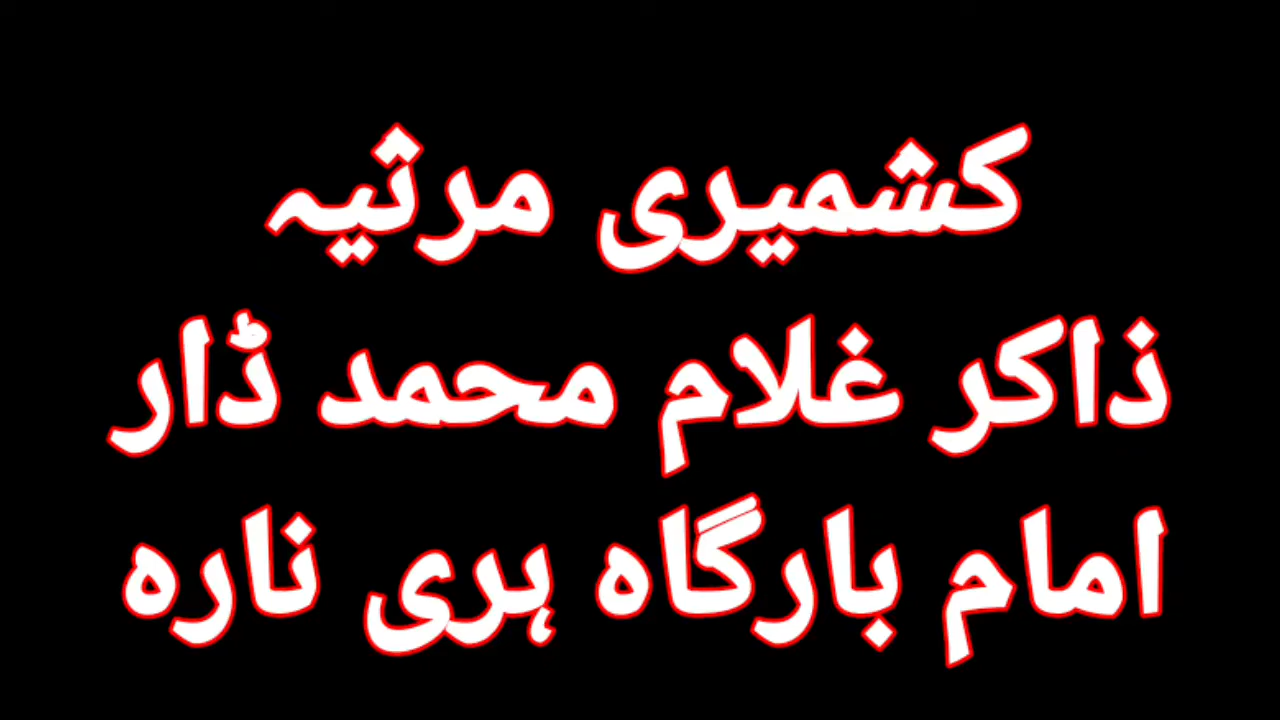 کشمیری مرثیہ
ذاکر غلام محمد ڈار
امام بارگاہ ہری نارہ